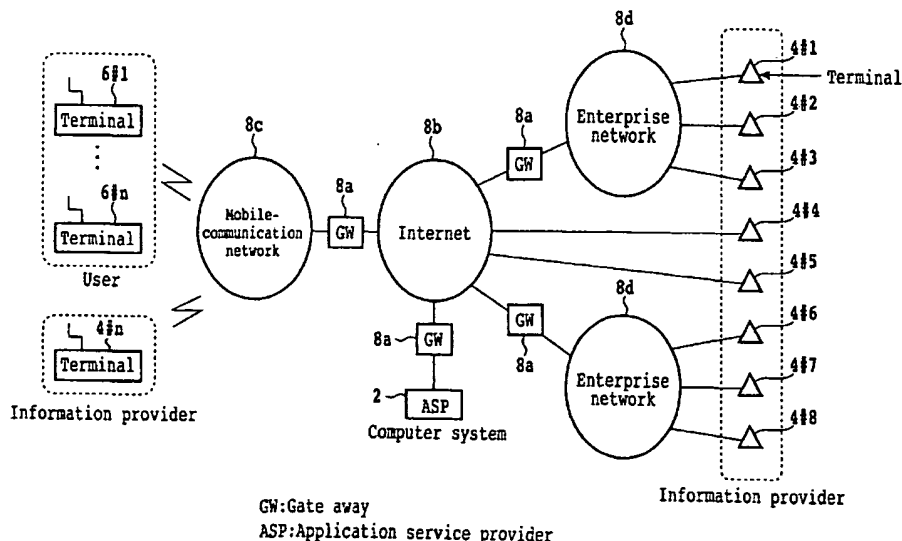 8d
4#1
6#1
Terminal
Terminal
4#2
8c
8b
8a
Enterprise
network
4#3
6#n
8a
GW
4#4
Terminal
Mobile-
communication
network
GW
Internet
User
4#5
8d
4#6
4#n
8a
GW
GW
Terminal
8a
4#7
Information provider
2
ASP
Enterprise
network
4#8
Computer system
Information provider
GW:Gate away
ASP:Application service provider